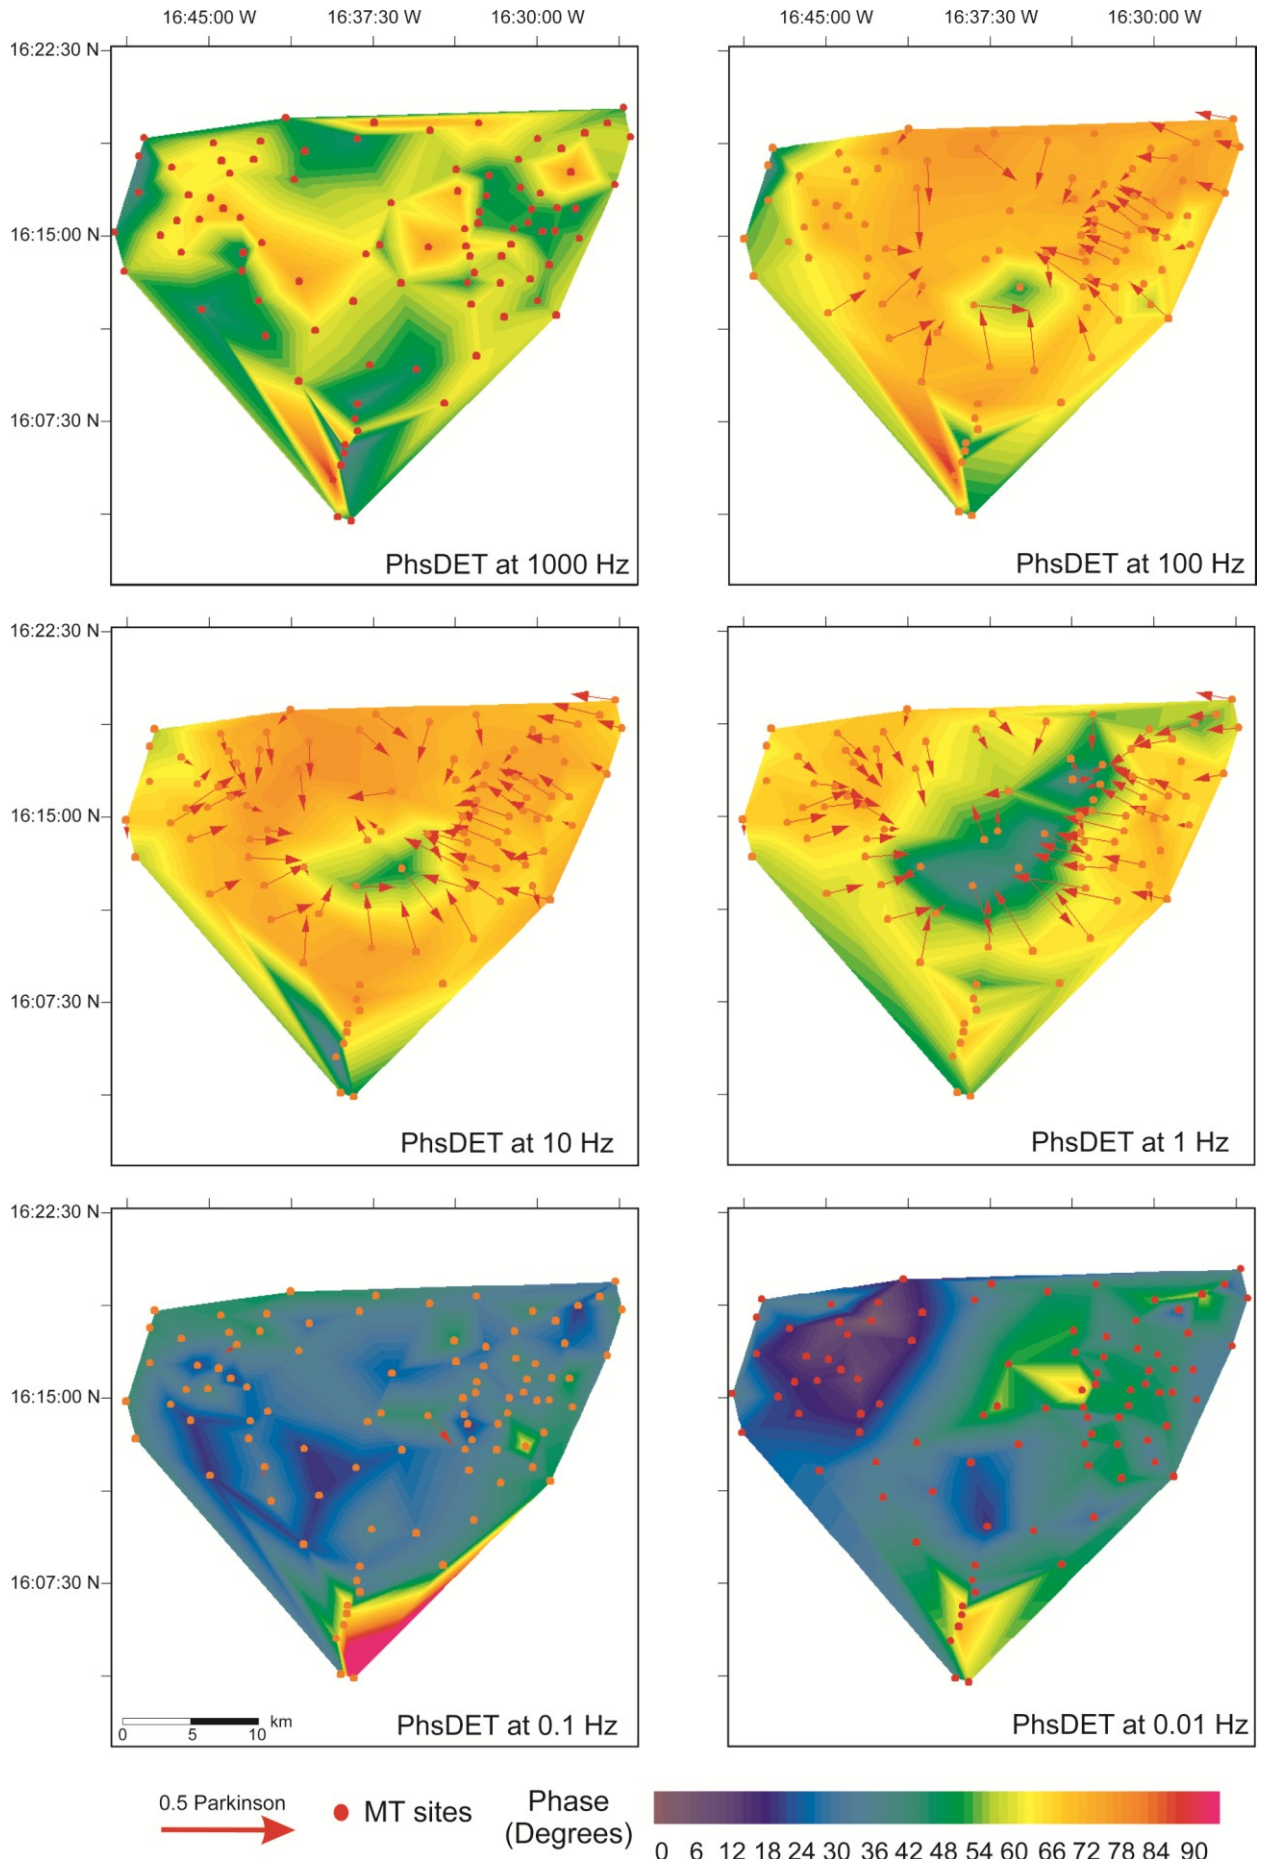 16:45:00 W 16:37:30 W 16:30:00 W 16:45:00 W 16:37:30 W 16:30:00 W
16:22:30 N
16:15:00 N
16:07:30 N
PhsDET at 1000 Hz
PhsDET at 100 Hz
16:22:30 N
16:15:00 N
16:07:30 N
PhsDET at 10 Hz
PhsDET at 1 Hz
16:22:30 N
16:15:00 N
16:07:30 N
km
0 5 10
PhsDET at 0.1 Hz
PhsDET at 0.01 Hz
0.5 Parkinson
MT sites
Phase
(Degrees)
0 6 12 18 24 30 36 42 48 54 60 66 72 78 84 90